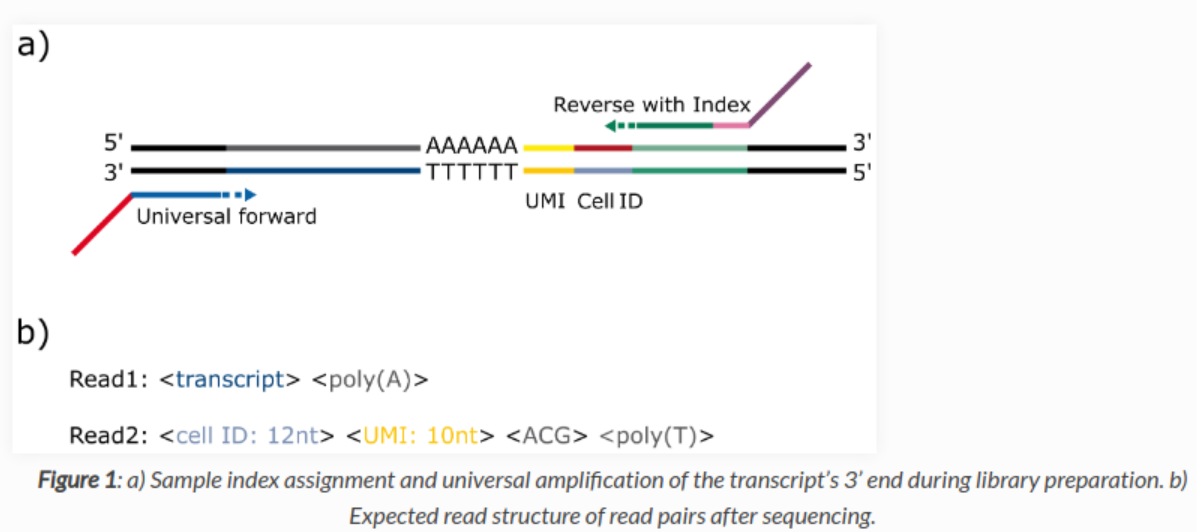 a)
Reverse with Index
5' AAAAAA 3'
3' TTTTTT 5'
UMI Cell ID
Universal forward
b)
Read1: <transcript> <poly(A)>
Read2: <cell ID: 12nt> <UMI: 10nt> <ACG> <poly(T)>
Figure 1: a) Sample index assignment and universal amplification of the transcript’s 3’ end during library preparation. b)
Expected read structure of read pairs after sequencing.